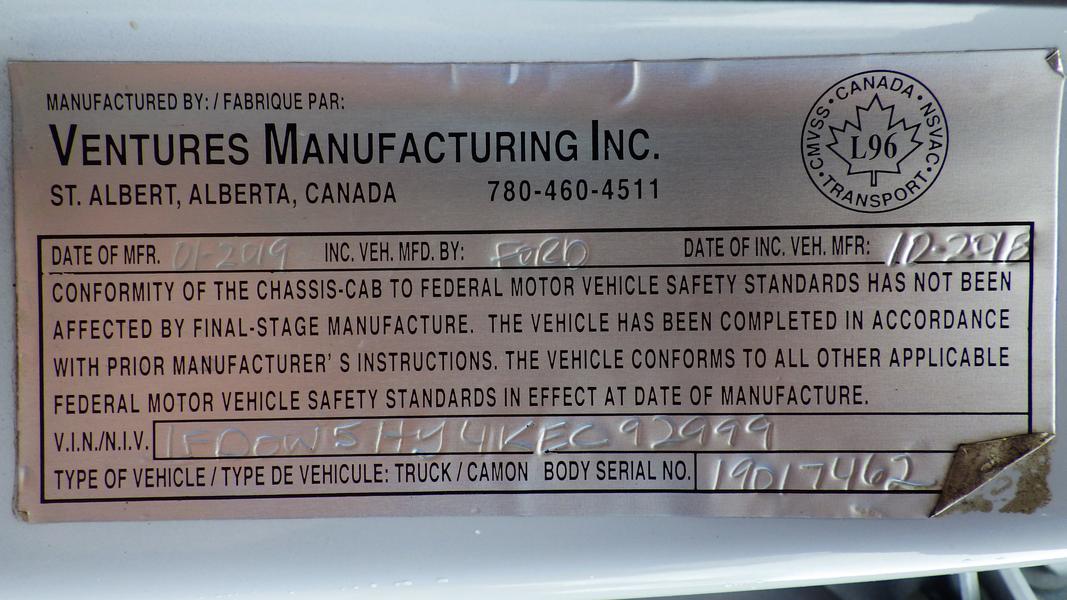 MANUFACTURED BY: / FABRIQUE PAR:
VENTURES MANUFACTURING INC.
ST. ALBERT, ALBERTA, CANADA 780-460-4511
CMVSS • CANADA • NSVAC • TRANSPORT •
L96
DATE OF MFR. 01-2019 INC. VEH. MFD. BY: FORD DATE OF INC. VEH. MFR: 10-2018
CONFORMITY OF THE CHASSIS-CAB TO FEDERAL MOTOR VEHICLE SAFETY STANDARDS HAS NOT BEEN
AFFECTED BY FINAL-STAGE MANUFACTURE. THE VEHICLE HAS BEEN COMPLETED IN ACCORDANCE
WITH PRIOR MANUFACTURER' S INSTRUCTIONS. THE VEHICLE CONFORMS TO ALL OTHER APPLICABLE
FEDERAL MOTOR VEHICLE SAFETY STANDARDS IN EFFECT AT DATE OF MANUFACTURE.
V.I.N./N.I.V. 1FDOW5HY4KEC92999
TYPE OF VEHICLE / TYPE DE VEHICULE: TRUCK / CAMON BODY SERIAL NO. 19017462